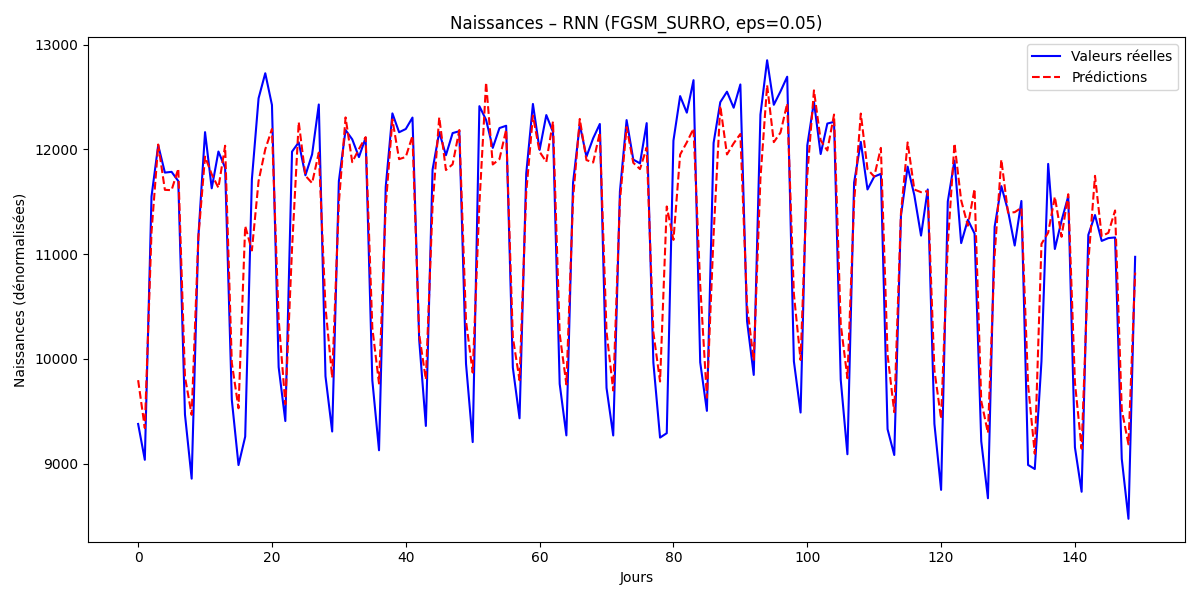 Naissances – RNN (FGSM_SURRO, eps=0.05)
Valeurs réelles
Prédictions
Naissances (dénormalisées)
13000
12000
11000
10000
9000
0 20 40 60 80 100 120 140
Jours